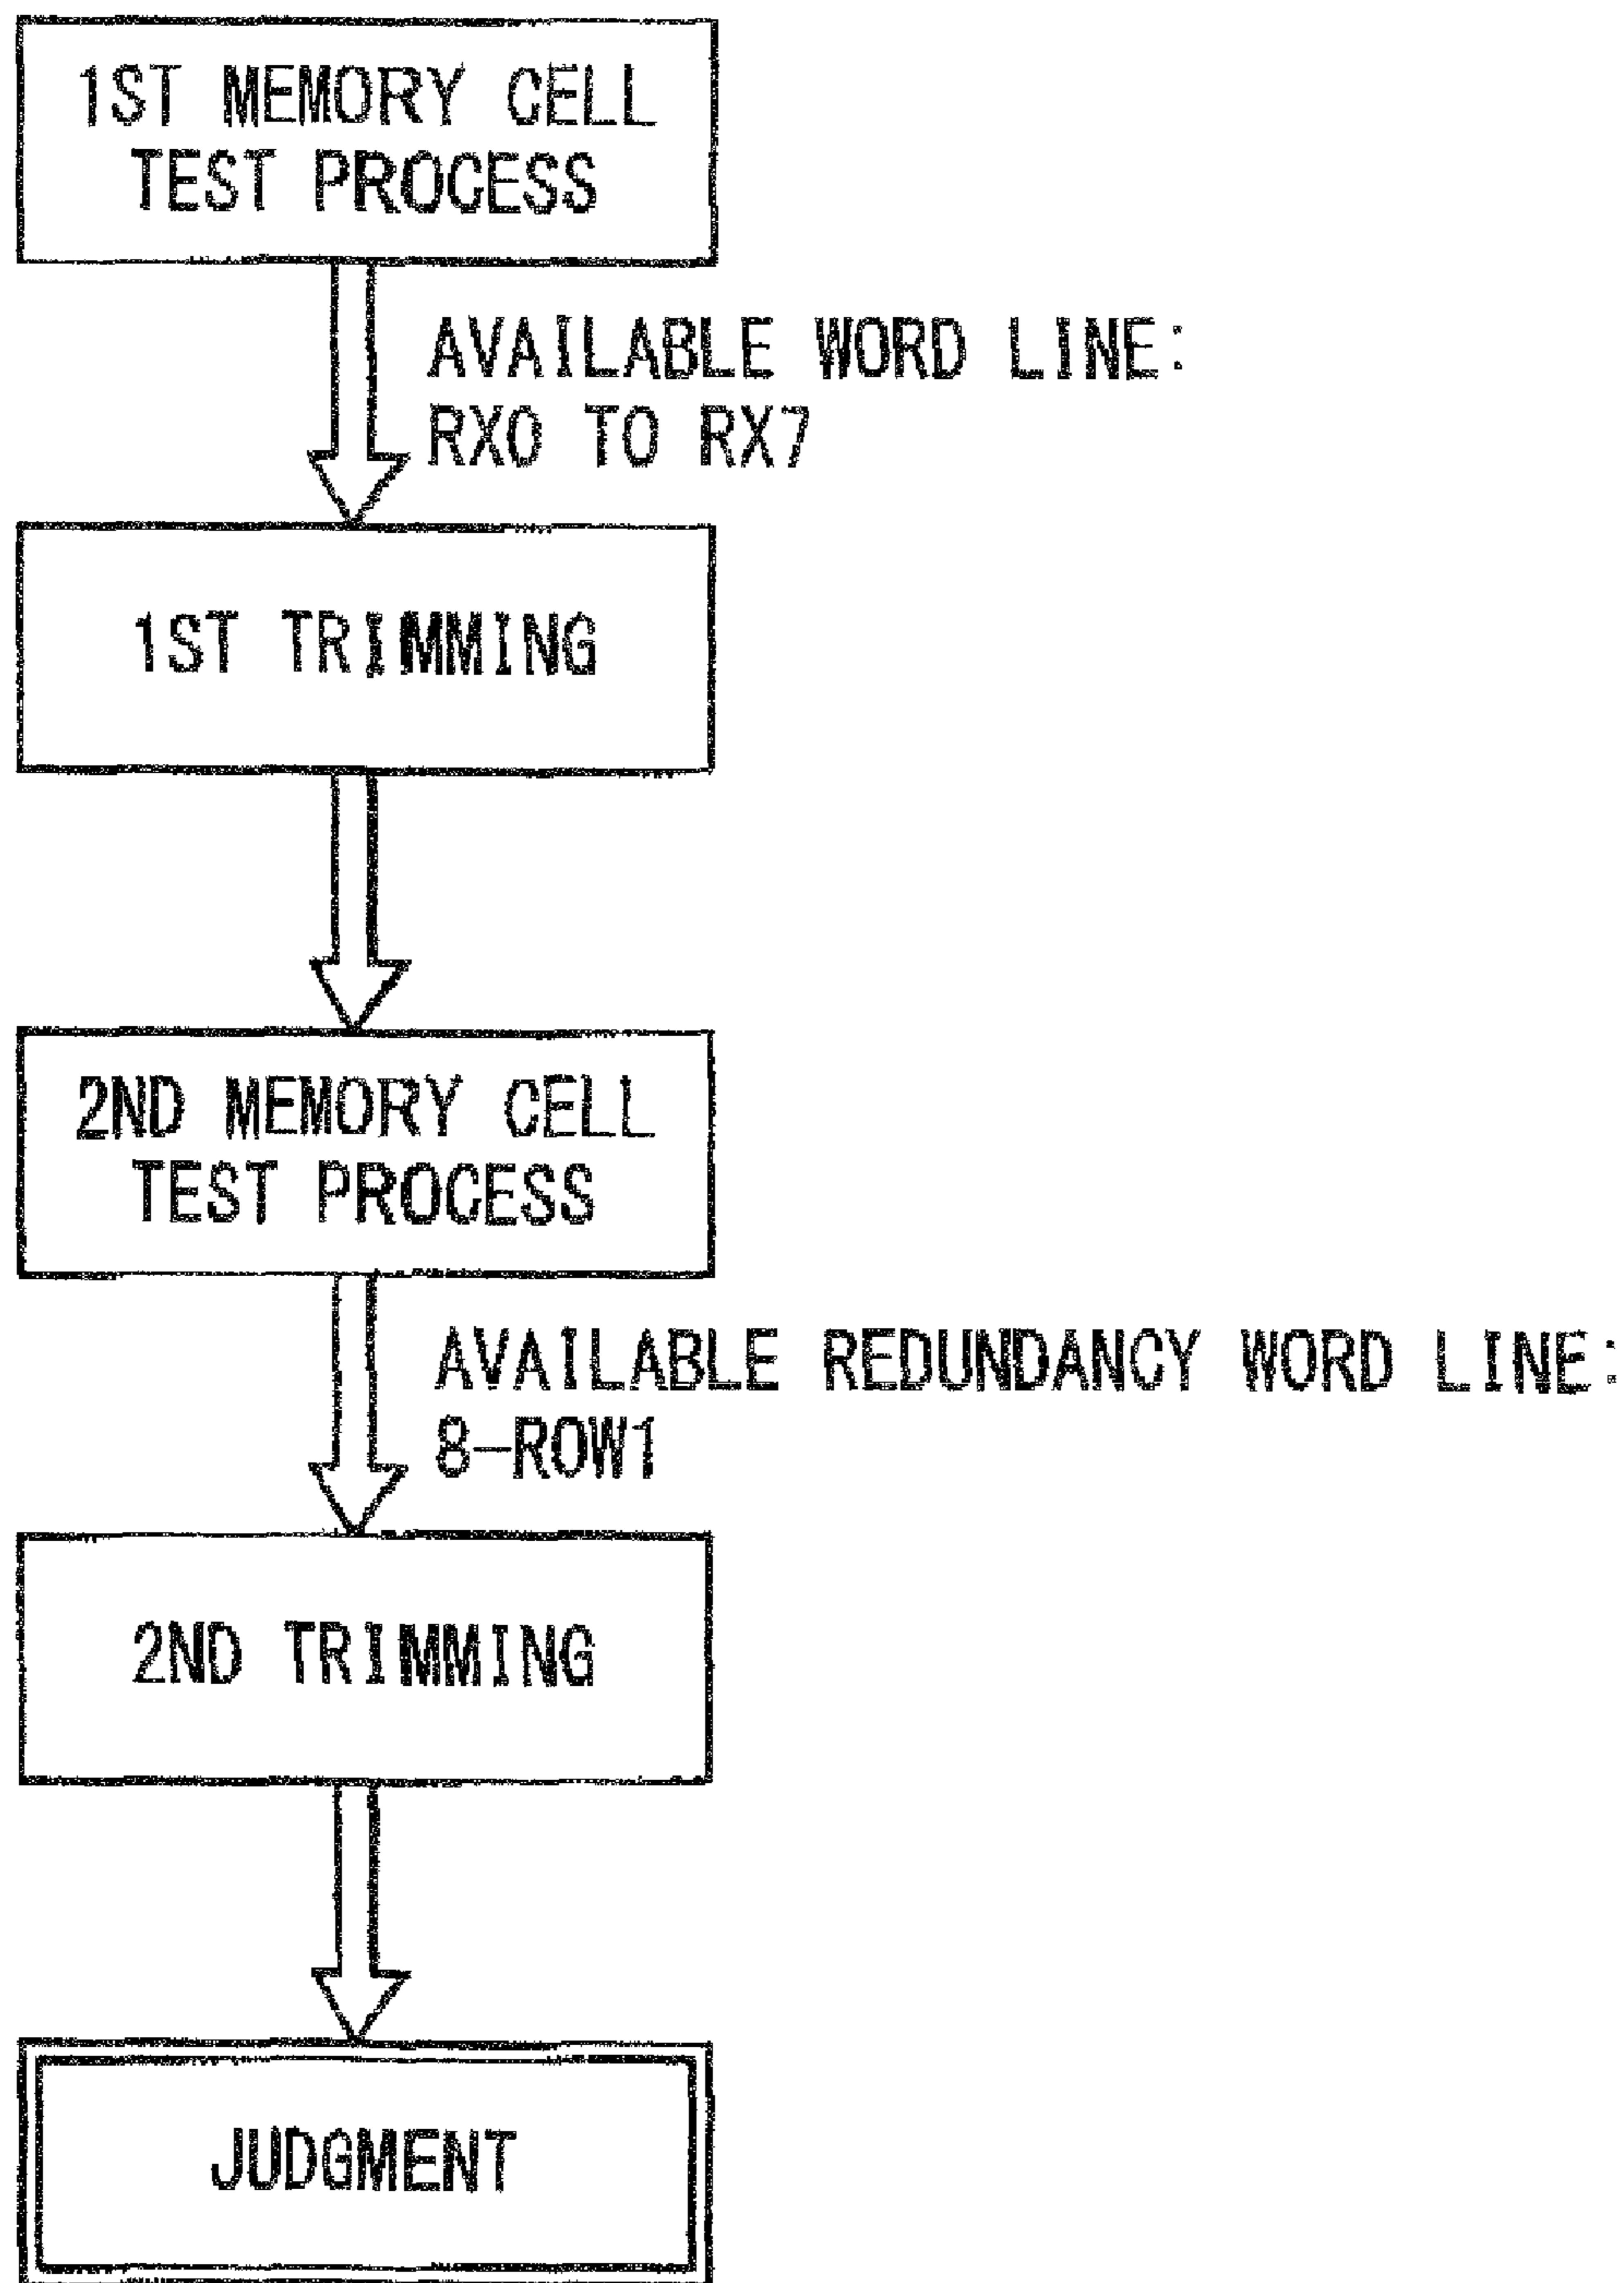 1ST MEMORY CELL
TEST PROCESS
AVAILABLE WORD LINE:
RX0 TO RX7
1ST TRIMMING
2ND MEMORY CELL
TEST PROCESS
AVAILABLE REDUNDANCY WORD LINE:
8-ROW1
2ND TRIMMING
JUDGMENT